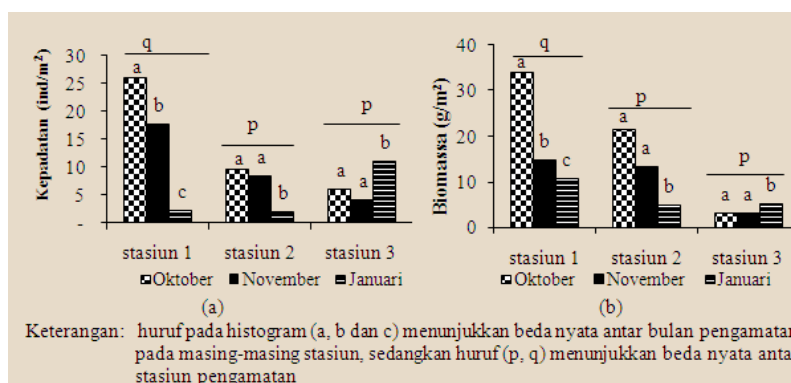 Kepadatan (ind/m²)
30
25
20
15
10
5
-
q
a
b
c
p
a
a
b
p
a
a
b
stasiun 1 stasiun 2 stasiun 3
Oktober November Januari
(a)
Biomassa (g/m²)
40
30
20
10
0
q
a
b
c
p
a
a
b
p
a
a
b
stasiun 1 stasiun 2 stasiun 3
Oktober November Januari
(b)
Keterangan: huruf pada histogram (a, b dan c) menunjukkan beda nyata antar bulan pengamatan
pada masing-masing stasiun, sedangkan huruf (p, q) menunjukkan beda nyata anta
stasiun pengamatan